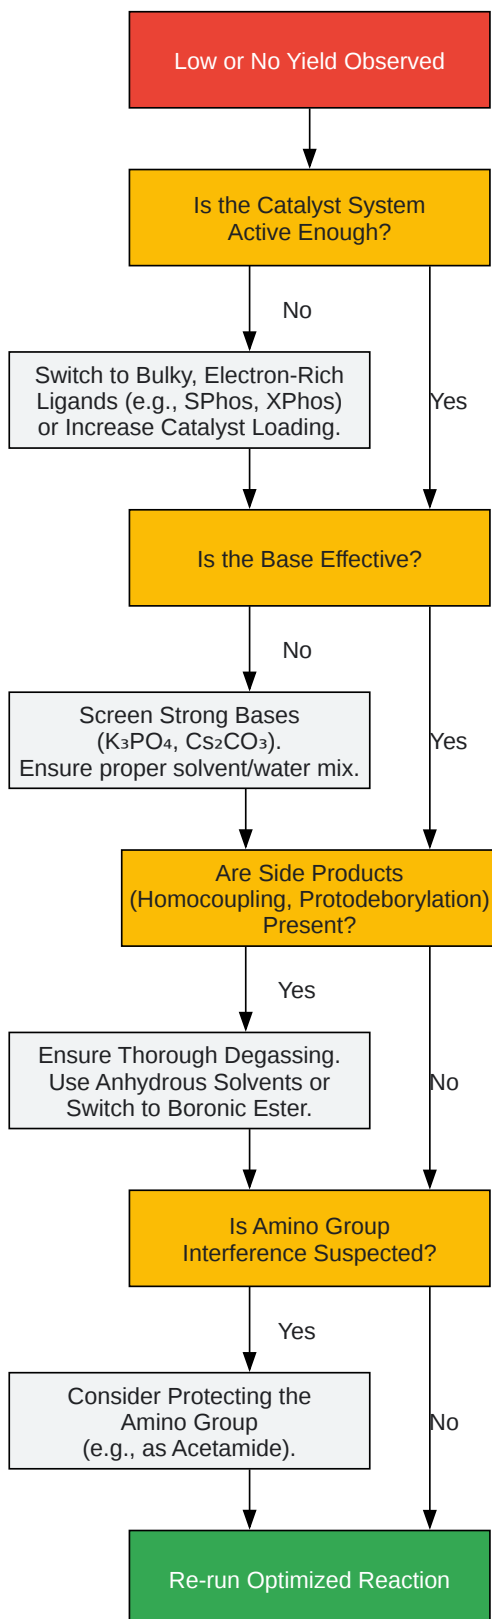 Low or No Yield Observed
Is the Catalyst System
Active Enough?
No
Switch to Bulky, Electron-Rich
Ligands (e.g., SPhos, XPhos)
or Increase Catalyst Loading.
Yes
Is the Base Effective?
No
Screen Strong Bases
(K₃PO₄, Cs₂CO₃).
Ensure proper solvent/water mix.
Yes
Are Side Products
(Homocoupling, Protodeborylation)
Present?
Yes
Ensure Thorough Degassing.
Use Anhydrous Solvents or
Switch to Boronic Ester.
No
Is Amino Group
Interference Suspected?
Yes
Consider Protecting the
Amino Group
(e.g., as Acetamide).
No
Re-run Optimized Reaction